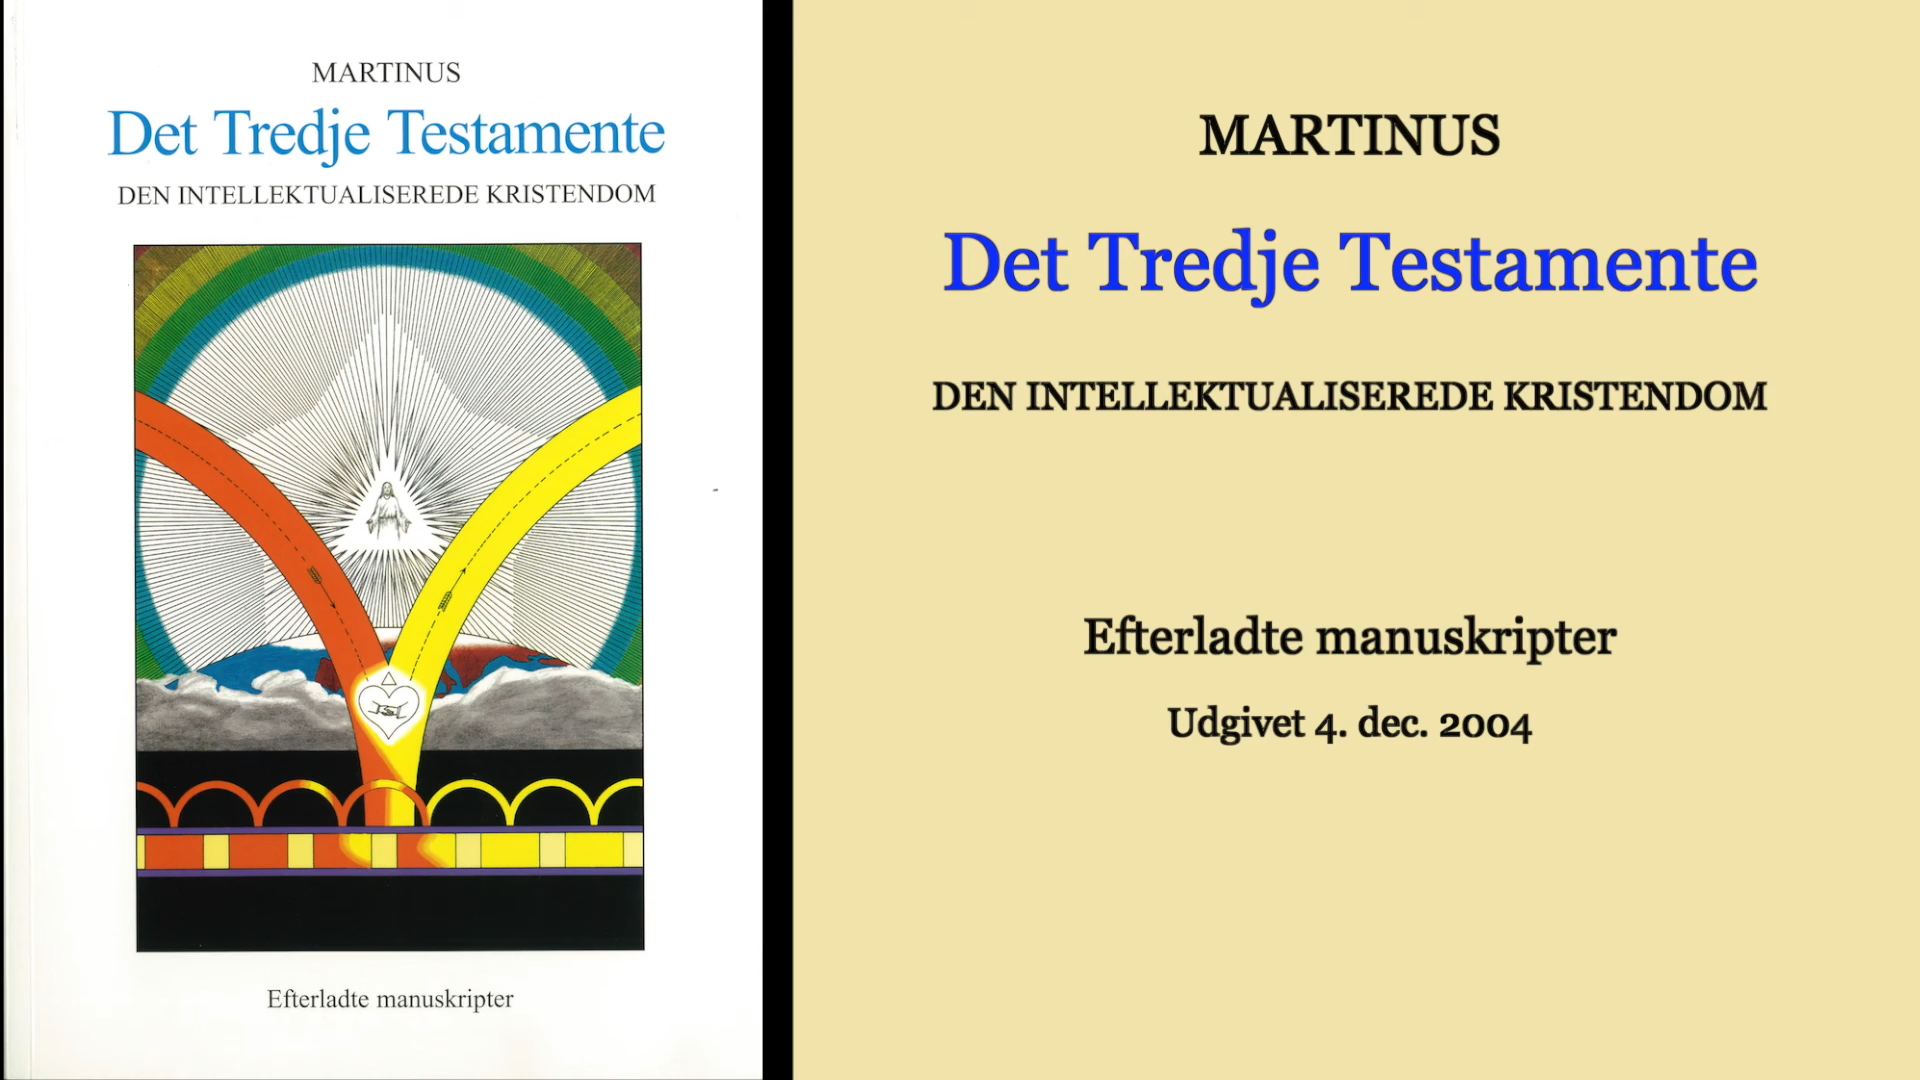 MARTINUS
Det Tredje Testamente
DEN INTELLEKTUALISEREDE KRISTENDOM
Efterladte manuskripter
MARTINUS
Det Tredje Testamente
DEN INTELLEKTUALISEREDE KRISTENDOM
Efterladte manuskripter
Udgivet 4. dec. 2004